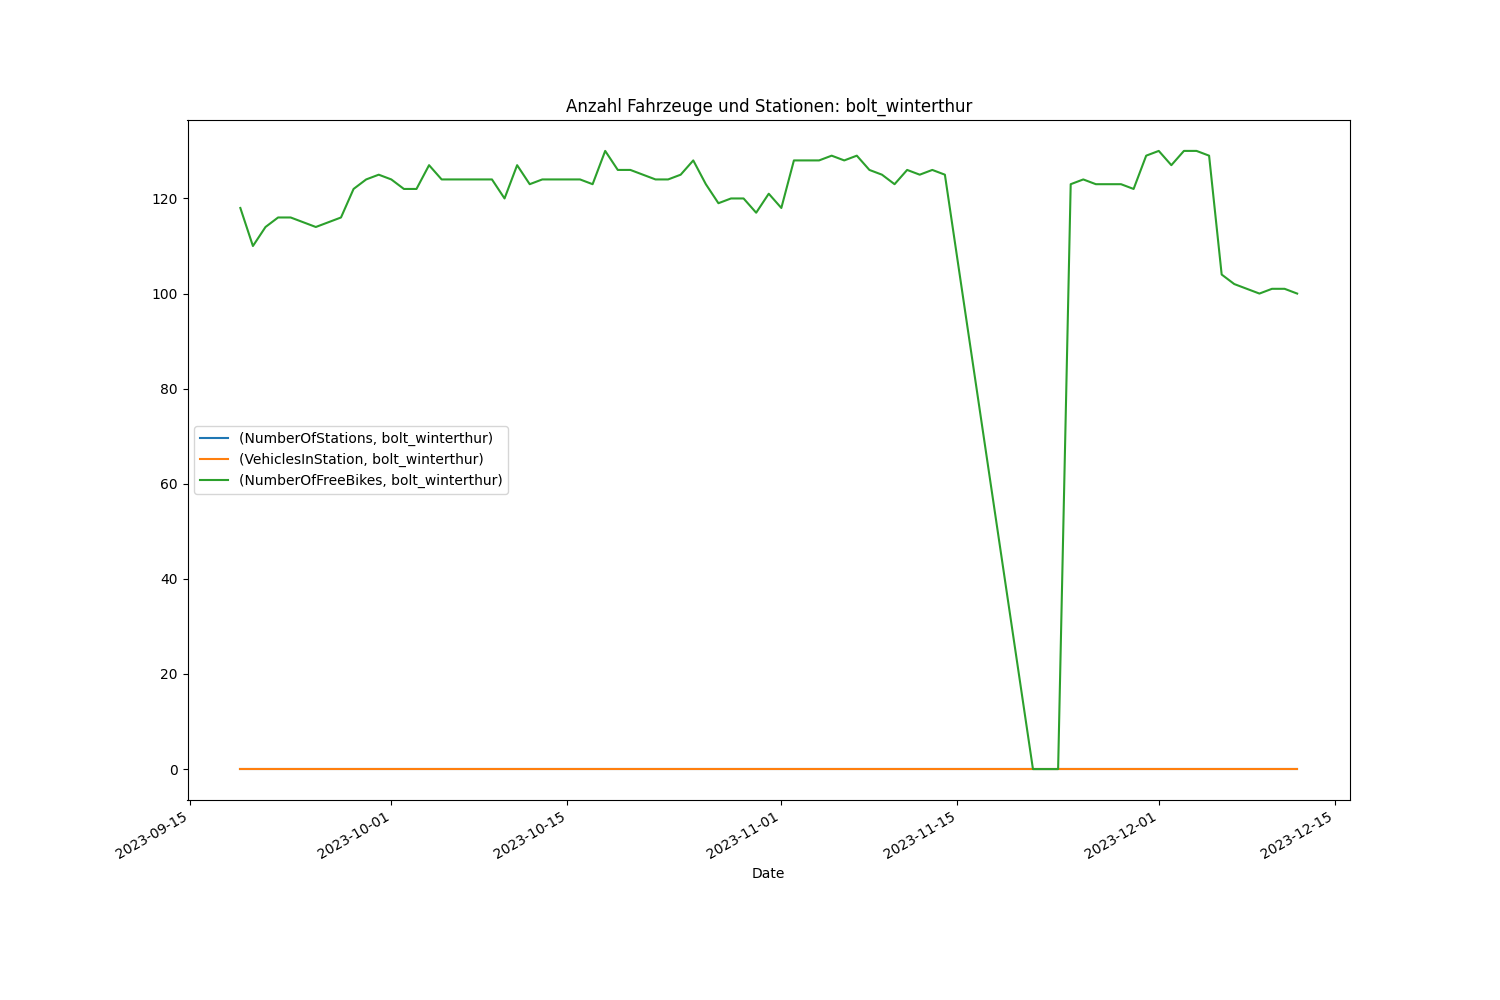 Anzahl Fahrzeuge und Stationen: bolt_winterthur
120
100
80
60
40
20
0
(NumberOfStations, bolt_winterthur)
(VehiclesInStation, bolt_winterthur)
(NumberOfFreeBikes, bolt_winterthur)
2023-09-15
2023-10-01
2023-10-15
2023-11-01
2023-11-15
2023-12-01
2023-12-15
Date